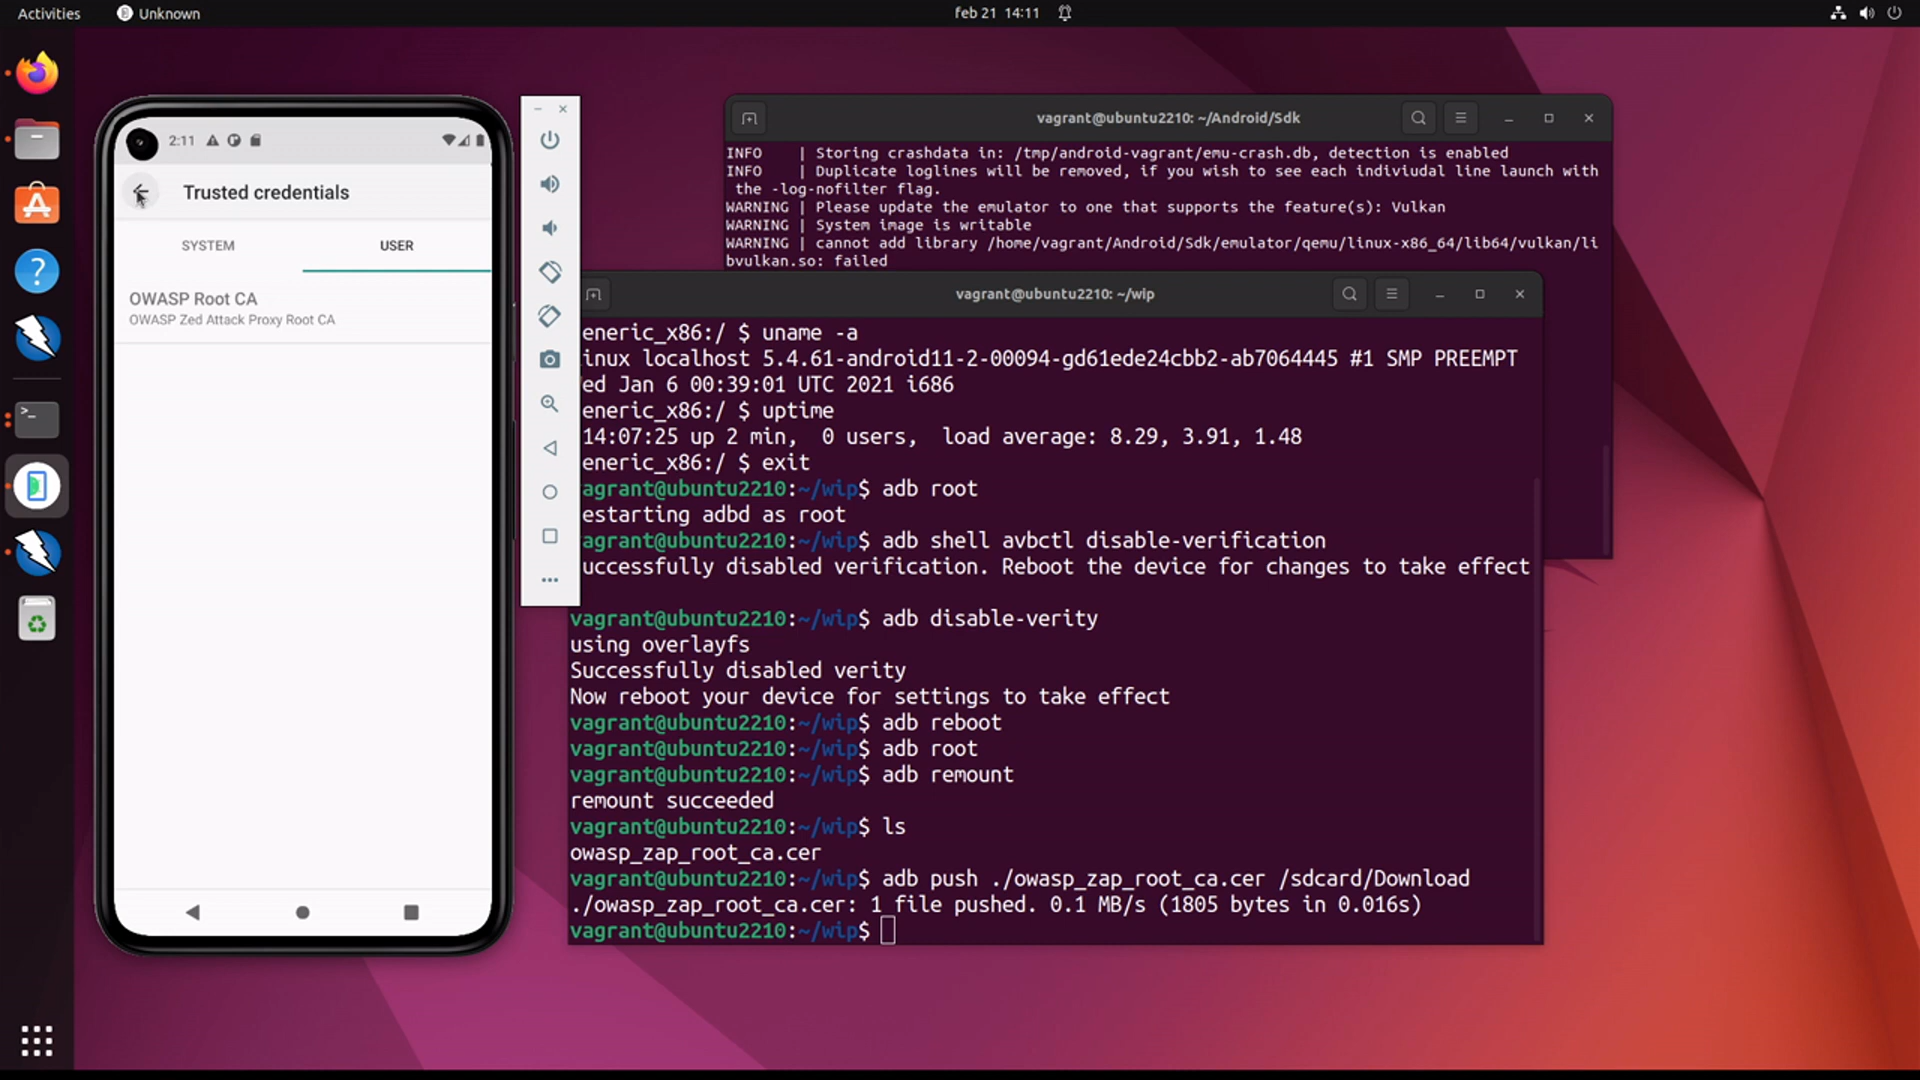 Activities
Unknown
feb 21 14:11
2:11
Trusted credentials
SYSTEM
USER
OWASP Root CA
OWASP Zed Attack Proxy Root CA
vagrant@ubuntu2210: ~/Android/Sdk
INFO | Storing crashdata in: /tmp/android-vagrant/emu-crash.db, detection is enabled
INFO | Duplicate loglines will be removed, if you wish to see each indiviudal line launch with
the -log-nofilter flag.
WARNING | Please update the emulator to one that supports the feature(s): Vulkan
WARNING | System image is writable
WARNING | cannot add library /home/vagrant/Android/Sdk/emulator/qemu/linux-x86_64/lib64/vulkan/li
bvulkan.so: failed
vagrant@ubuntu2210: ~/wip
eneric_x86:/ $ uname -a
inux localhost 5.4.61-android11-2-00094-gd61ede24cbb2-ab7064445 #1 SMP PREEMPT
ed Jan 6 00:39:01 UTC 2021 i686
eneric_x86:/ $ uptime
14:07:25 up 2 min, 0 users, load average: 8.29, 3.91, 1.48
eneric_x86:/ $ exit
agrant@ubuntu2210:~/wip$ adb root
estarting adbd as root
agrant@ubuntu2210:~/wip$ adb shell avbctl disable-verification
uccessfully disabled verification. Reboot the device for changes to take effect
vagrant@ubuntu2210:~/wip$ adb disable-verity
using overlayfs
Successfully disabled verity
Now reboot your device for settings to take effect
vagrant@ubuntu2210:~/wip$ adb reboot
vagrant@ubuntu2210:~/wip$ adb root
vagrant@ubuntu2210:~/wip$ adb remount
remount succeeded
vagrant@ubuntu2210:~/wip$ ls
owasp_zap_root_ca.cer
vagrant@ubuntu2210:~/wip$ adb push ./owasp_zap_root_ca.cer /sdcard/Download
./owasp_zap_root_ca.cer: 1 file pushed. 0.1 MB/s (1805 bytes in 0.016s)
vagrant@ubuntu2210:~/wip$